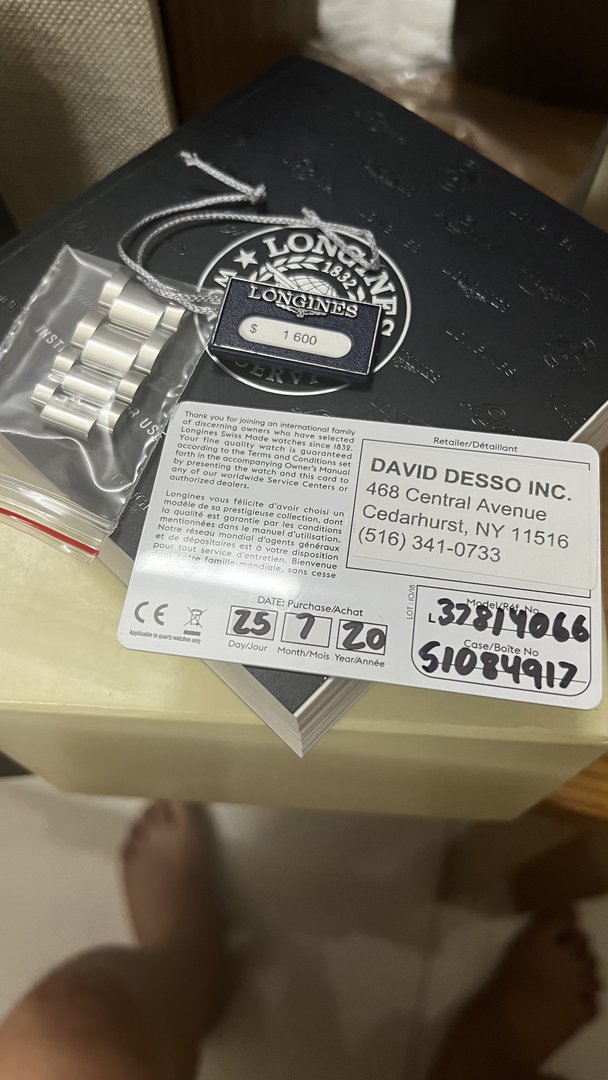 LONGINES
1832
LONGINES
$ 1 600
Thank you for joining an international family
of discerning owners who have selected
Longines Swiss Made watches since 1832.
Your fine quality watch is guaranteed
according to the Terms and Conditions set
forth in the accompanying Owner's Manual
by presenting the watch and this card to
any of our worldwide Service Centers or
authorized dealers.
Longines vous félicite d'avoir choisi un
modèle de sa prestigieuse collection, dont
la qualité est garantie par les conditions
mentionnées dans le manuel d'utilisation.
Notre réseau mondial d'agents généraux
et de dépositaires est à votre disposition
pour tout service d'entretien. Bienvenue
famille mondiale, sans cesse
Retailer/Détaillant
DAVID DESSO INC.
468 Central Avenue
Cedarhurst, NY 11516
(516) 341-0733
CE
Applicable to quartz watches only
DATE: Purchase/Achat
25 7 20
Day/Jour Month/Mois Year/Année
LOT: 10/18
Model/Réf. No
L37814066
Case/Boîte No
51084917